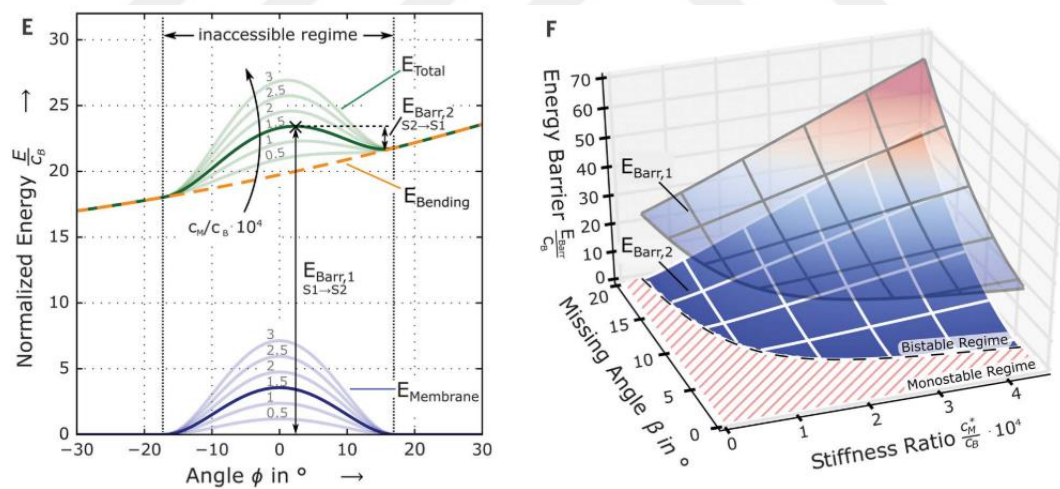 E
inaccessible regime
30
25
20
15
10
5
0
Normalized Energy E/c_B →
3
2.5
2
1.5
1
0.5
E_Total
E_Barr,2
S2→S1
E_Bending
c_M/c_B · 10^4
E_Barr,1
S1→S2
3
2.5
2
1.5
1
0.5
E_Membrane
−30 −20 −10 0 10 20 30
Angle ϕ in ° →
F
70
60
50
40
30
20
10
0
Energy Barrier E_Barr/c_B
E_Barr,1
E_Barr,2
20
15
10
5
0
Missing Angle β in °
Bistable Regime
Monostable Regime
0 1 2 3 4
Stiffness Ratio c*_M/c_B · 10^4